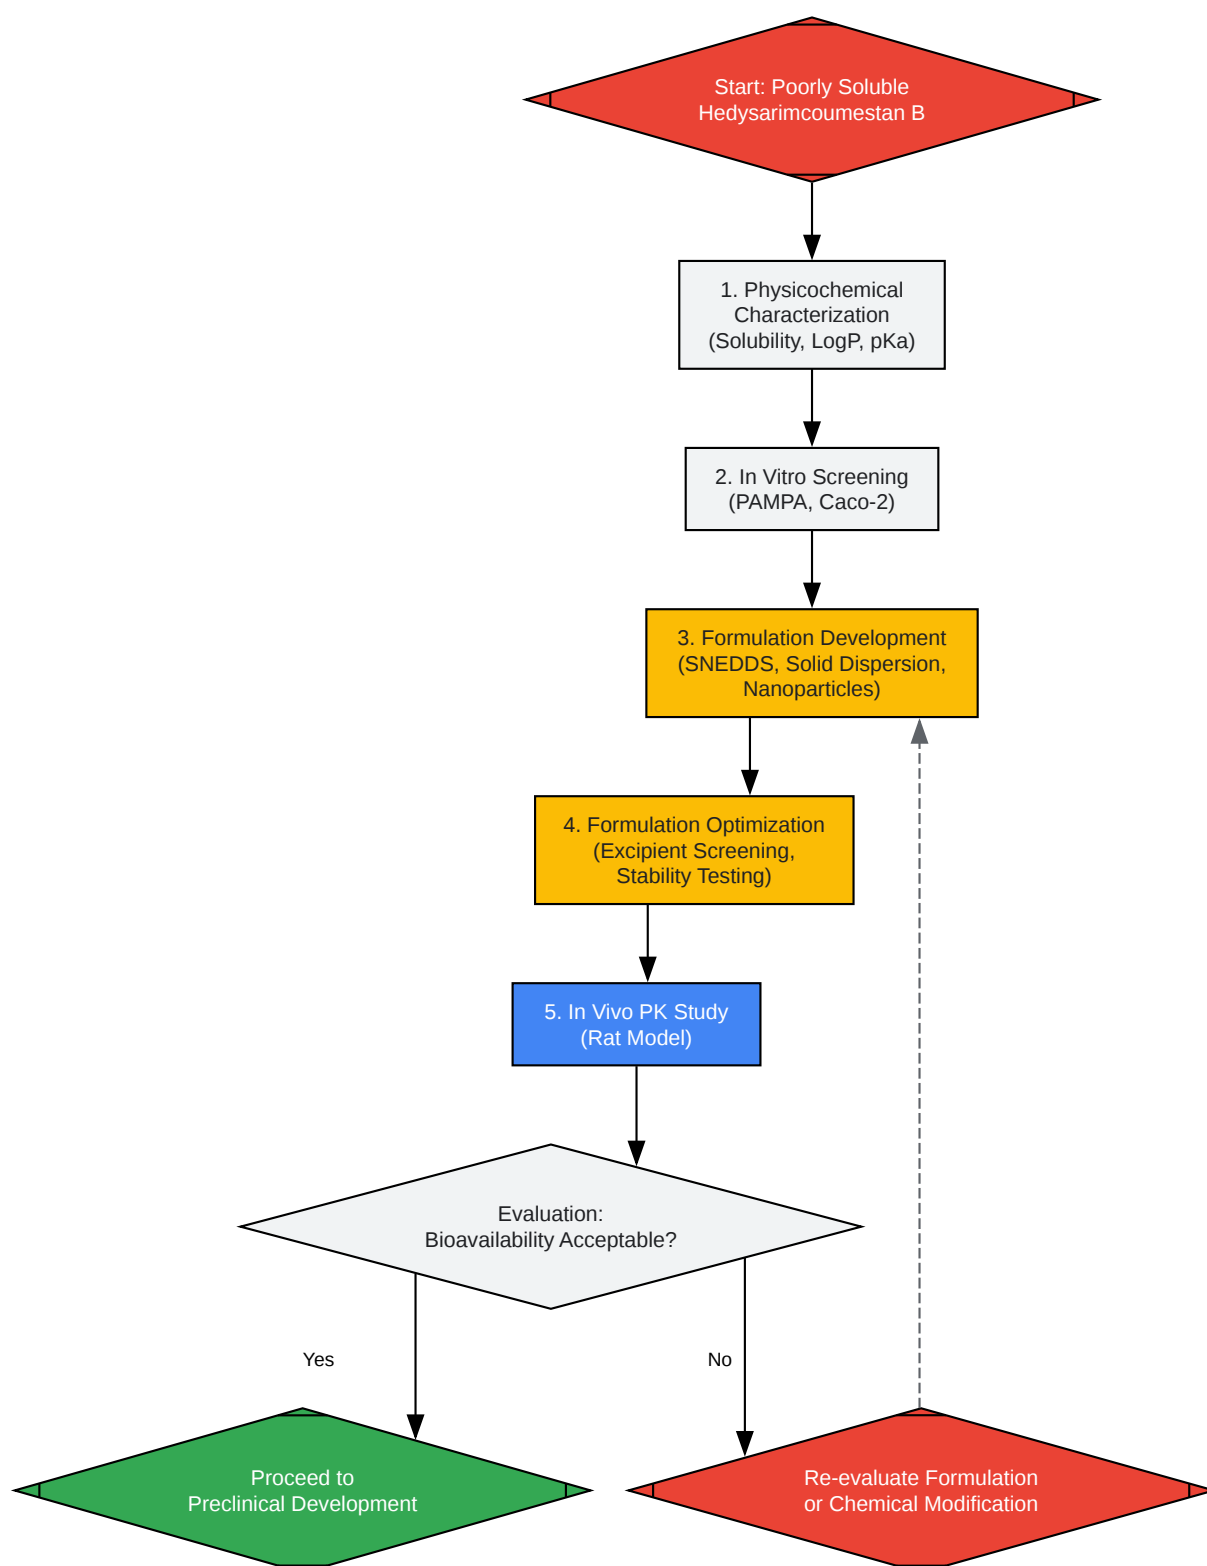 Start: Poorly Soluble
Hedysarimcoumestan B
1. Physicochemical
Characterization
(Solubility, LogP, pKa)
2. In Vitro Screening
(PAMPA, Caco-2)
3. Formulation Development
(SNEDDS, Solid Dispersion,
Nanoparticles)
4. Formulation Optimization
(Excipient Screening,
Stability Testing)
5. In Vivo PK Study
(Rat Model)
Evaluation:
Bioavailability Acceptable?
Yes
No
Proceed to
Preclinical Development
Re-evaluate Formulation
or Chemical Modification